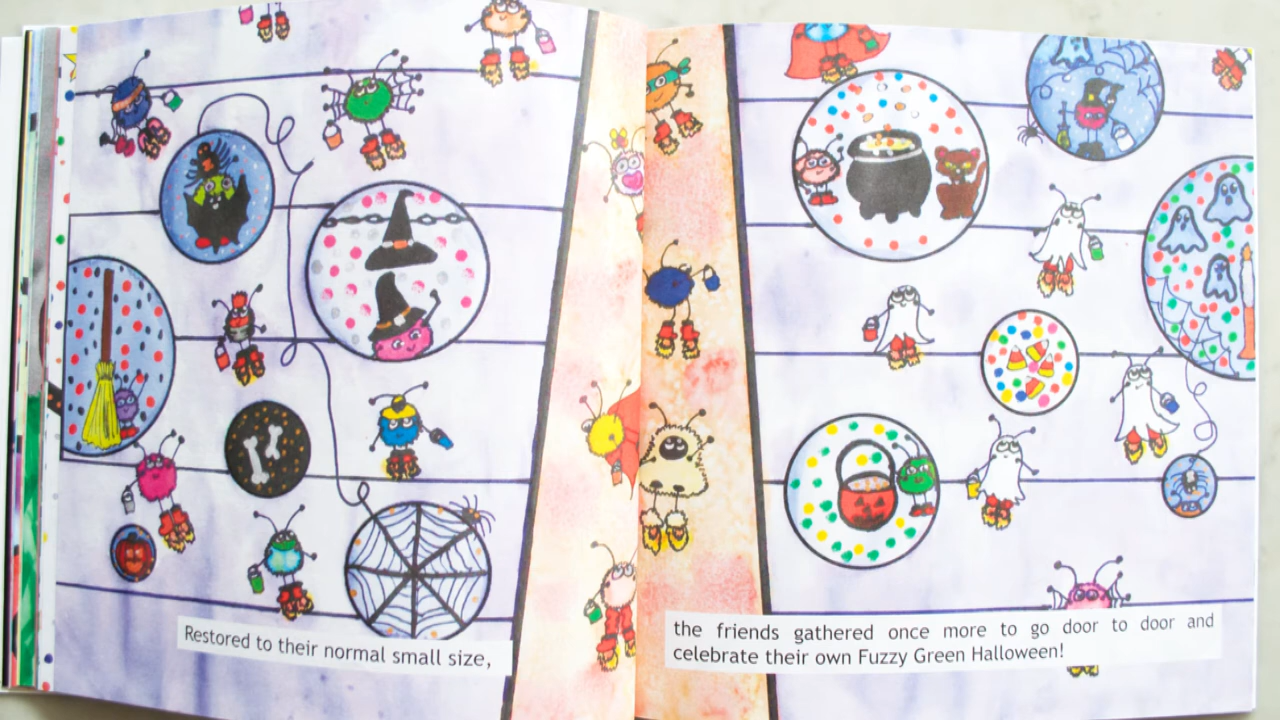 Restored to their normal small size,
the friends gathered once more to go door to door and
celebrate their own Fuzzy Green Halloween!